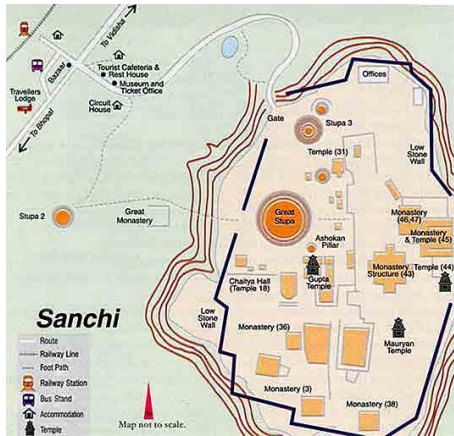 To Vidisha
Bazaar
Tourist Cafeteria &
Rest House
Museum and
Ticket Office
Travellers
Lodge
Circuit
House
To Bhopal
Offices
Gate
Stupa 3
Temple (31)
Low
Stone
Wall
Stupa 2
Great
Monastery
Great
Stupa
Ashokan
Pillar
Monastery
(46,47)
Monastery
& Temple (45)
Gupta
Temple
Chaitya Hall
(Temple 18)
Monastery
Structure (43)
Temple (44)
Low
Stone
Wall
Monastery (36)
Mauryan
Temple
Monastery (3)
Monastery (38)
Sanchi
Route
Railway Line
Foot Path
Railway Station
Bus Stand
Accommodation
Temple
Map not to scale.